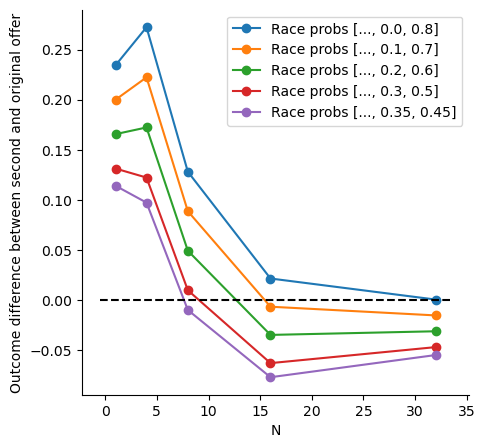 Outcome difference between second and original offer
0.25
0.20
0.15
0.10
0.05
0.00
−0.05
0
5
10
15
20
25
30
35
N
Race probs [..., 0.0, 0.8]
Race probs [..., 0.1, 0.7]
Race probs [..., 0.2, 0.6]
Race probs [..., 0.3, 0.5]
Race probs [..., 0.35, 0.45]